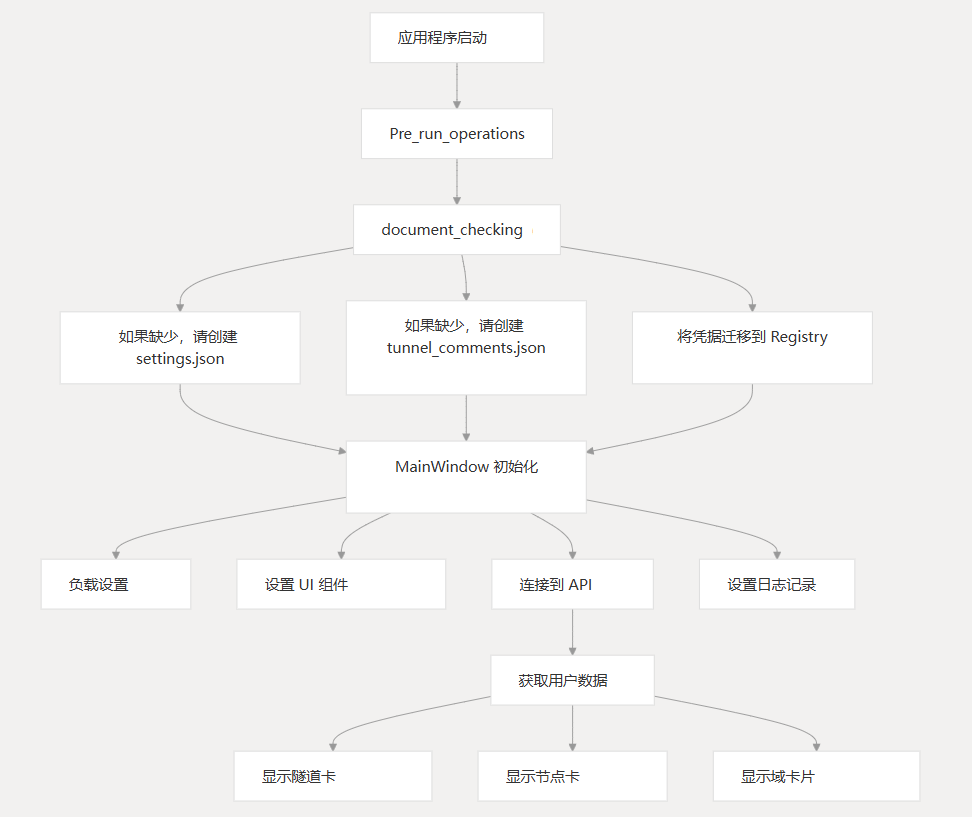 应用程序启动
Pre_run_operations
document_checking
如果缺少，请创建
settings.json
如果缺少，请创建
tunnel_comments.json
将凭据迁移到 Registry
MainWindow 初始化
负载设置
设置 UI 组件
连接到 API
设置日志记录
获取用户数据
显示隧道卡
显示节点卡
显示域卡片